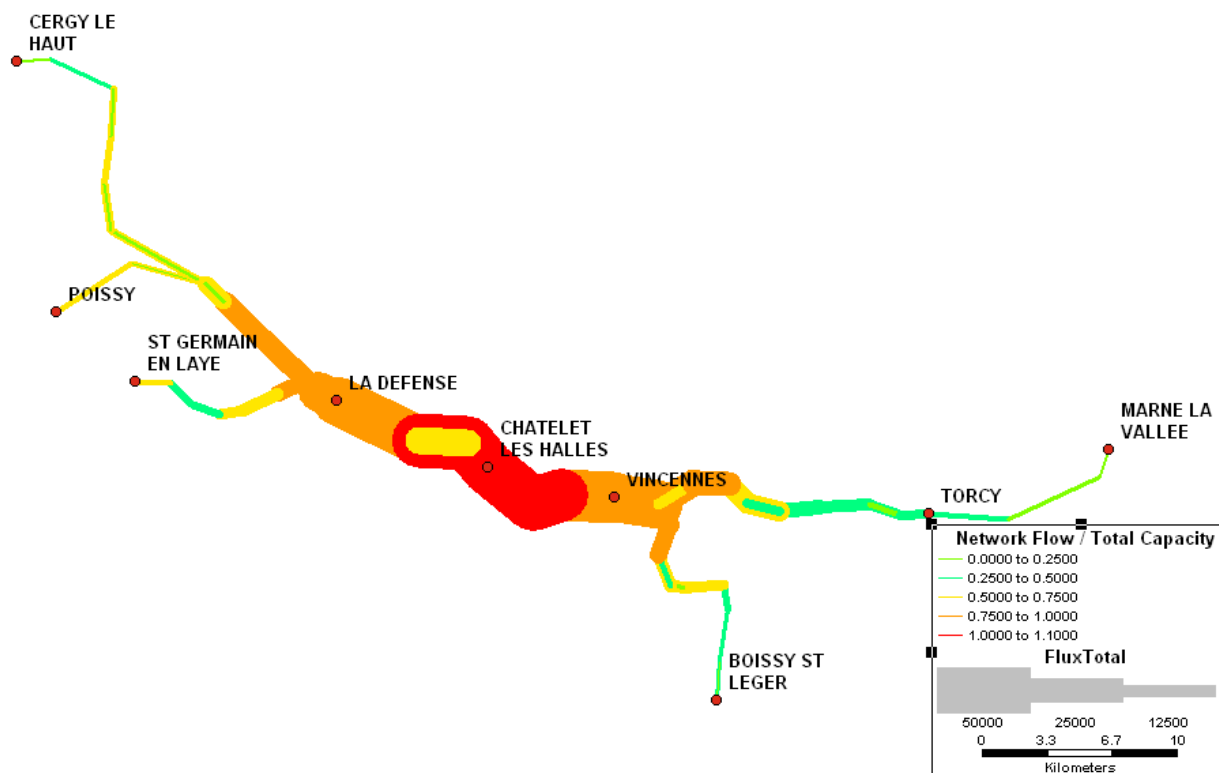 CERGY LE
HAUT
POISSY
ST GERMAIN
EN LAYE
LA DEFENSE
CHATELET
LES HALLES
VINCENNES
MARNE LA
VALLEE
TORCY
BOISSY ST
LEGER
Network Flow / Total Capacity
0.0000 to 0.2500
0.2500 to 0.5000
0.5000 to 0.7500
0.7500 to 1.0000
1.0000 to 1.1000
FluxTotal
50000 25000 12500
0 3.3 6.7 10
Kilometers